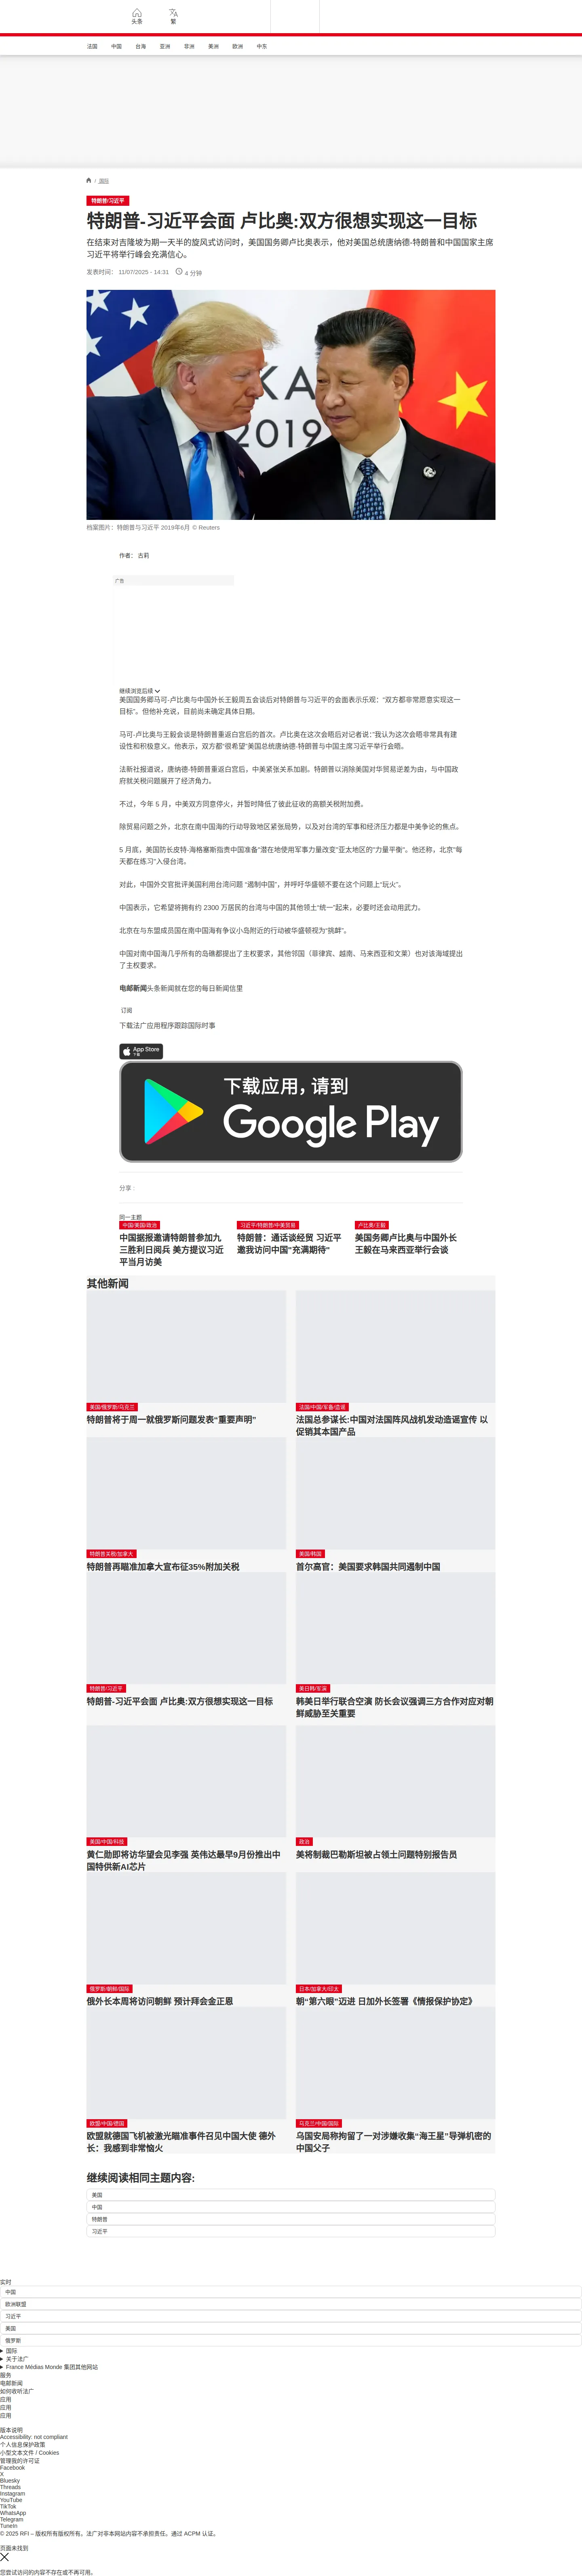 头条
繁
法国
中国
台海
亚洲
非洲
美洲
欧洲
中东
/ 国际
特朗普/习近平
特朗普-习近平会面 卢比奥:双方很想实现这一目标
在结束对吉隆坡为期一天半的旋风式访问时，美国国务卿卢比奥表示，他对美国总统唐纳德-特朗普和中国国家主席
习近平将举行峰会充满信心。
发表时间： 11/07/2025 - 14:31 4 分钟
KA
2019
档案图片：特朗普与习近平 2019年6月 © Reuters
作者： 古莉
广告
继续浏览后续
美国国务卿马可-卢比奥与中国外长王毅周五会谈后对特朗普与习近平的会面表示乐观：“双方都非常愿意实现这一
目标”。但他补充说，目前尚未确定具体日期。
马可-卢比奥与王毅会谈是特朗普重返白宫后的首次。卢比奥在这次会晤后对记者说：“我认为这次会晤非常具有建
设性和积极意义。他表示，双方都“很希望”美国总统唐纳德-特朗普与中国主席习近平举行会晤。
法新社报道说，唐纳德-特朗普重返白宫后，中美紧张关系加剧。特朗普以消除美国对华贸易逆差为由，与中国政
府就关税问题展开了经济角力。
不过，今年 5 月，中美双方同意停火，并暂时降低了彼此征收的高额关税附加费。
除贸易问题之外，北京在南中国海的行动导致地区紧张局势，以及对台湾的军事和经济压力都是中美争论的焦点。
5 月底，美国防长皮特-海格塞斯指责中国准备“潜在地使用军事力量改变”亚太地区的“力量平衡”。他还称，北京“每
天都在练习”入侵台湾。
对此，中国外交官批评美国利用台湾问题 “遏制中国”，并呼吁华盛顿不要在这个问题上“玩火”。
中国表示，它希望将拥有约 2300 万居民的台湾与中国的其他领土“统一”起来，必要时还会动用武力。
北京在与东盟成员国在南中国海有争议小岛附近的行动被华盛顿视为“挑衅”。
中国对南中国海几乎所有的岛礁都提出了主权要求，其他邻国（菲律宾、越南、马来西亚和文莱）也对该海域提出
了主权要求。
电邮新闻头条新闻就在您的每日新闻信里
订阅
下载法广应用程序跟踪国际时事
App Store
下载
下载应用，请到
Google Play
分享 :
同一主题
中国/美国/政治
中国据报邀请特朗普参加九
三胜利日阅兵 美方提议习近
平当月访美
习近平/特朗普/中美贸易
特朗普：通话谈经贸 习近平
邀我访问中国“充满期待”
卢比奥/王毅
美国务卿卢比奥与中国外长
王毅在马来西亚举行会谈
其他新闻
美国/俄罗斯/乌克兰
特朗普将于周一就俄罗斯问题发表“重要声明”
法国/中国/军备/造谣
法国总参谋长:中国对法国阵风战机发动造谣宣传 以
促销其本国产品
特朗普关税/加拿大
特朗普再瞄准加拿大宣布征35%附加关税
美国/韩国
首尔高官：美国要求韩国共同遏制中国
特朗普/习近平
特朗普-习近平会面 卢比奥:双方很想实现这一目标
美日韩/军演
韩美日举行联合空演 防长会议强调三方合作对应对朝
鲜威胁至关重要
美国/中国/科技
黄仁勋即将访华望会见李强 英伟达最早9月份推出中
国特供新AI芯片
政治
美将制裁巴勒斯坦被占领土问题特别报告员
俄罗斯/朝鲜/国际
俄外长本周将访问朝鲜 预计拜会金正恩
日本/加拿大/印太
朝“第六眼”迈进 日加外长签署《情报保护协定》
欧盟/中国/德国
欧盟就德国飞机被激光瞄准事件召见中国大使 德外
长：我感到非常恼火
乌克兰/中国/国际
乌国安局称拘留了一对涉嫌收集“海王星”导弹机密的
中国父子
继续阅读相同主题内容:
美国
中国
特朗普
习近平
实时
中国
欧洲联盟
习近平
美国
俄罗斯
国际
关于法广
France Médias Monde 集团其他网站
服务
电邮新闻
如何收听法广
应用
应用
应用
版本说明
Accessibility: not compliant
个人信息保护政策
小型文本文件 / Cookies
管理我的许可证
Facebook
X
Bluesky
Threads
Instagram
YouTube
TikTok
WhatsApp
Telegram
TuneIn
© 2025 RFI – 版权所有版权所有。法广对非本网站内容不承担责任。通过 ACPM 认证。
页面未找到
您尝试访问的内容不存在或不再可用。